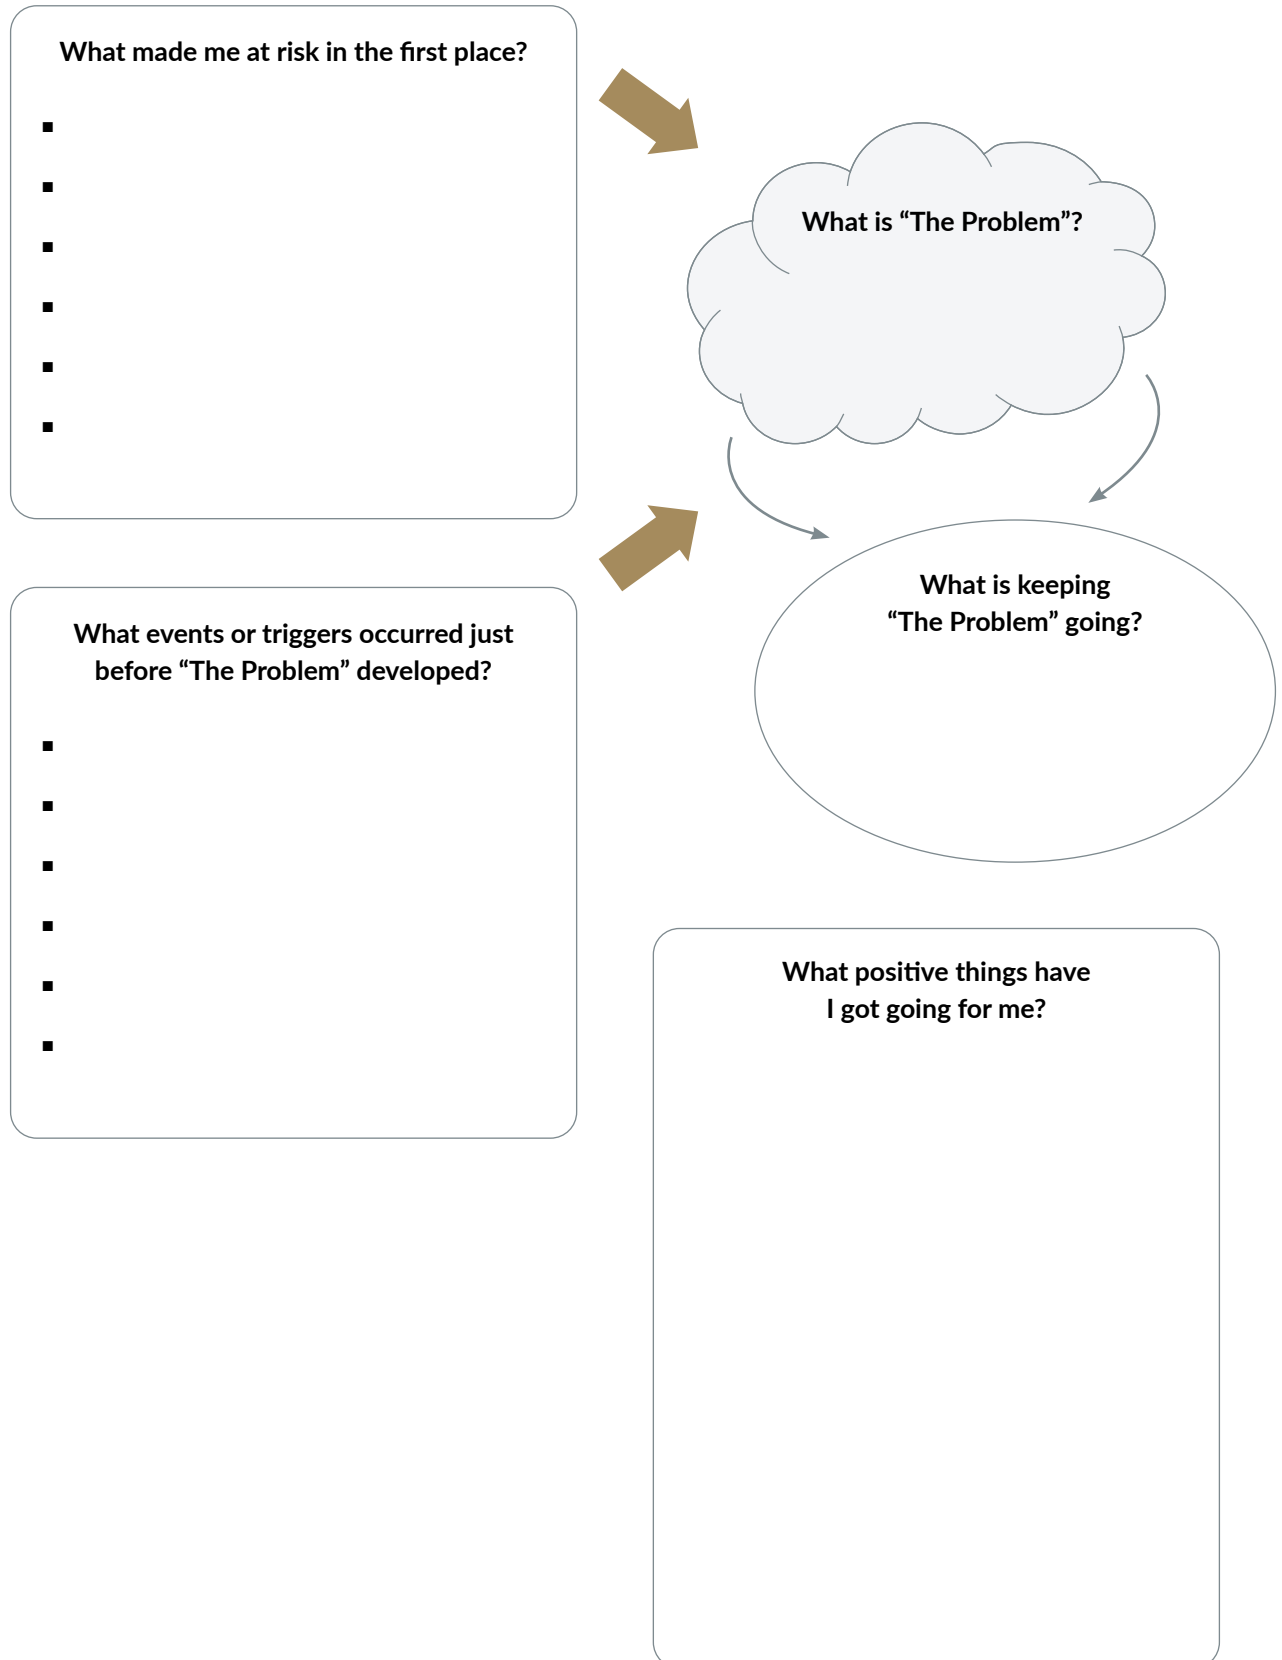 What made me at risk in the first place?
▪
▪
▪
▪
▪
▪
What is “The Problem”?
What events or triggers occurred just
before “The Problem” developed?
▪
▪
▪
▪
▪
▪
What is keeping
“The Problem” going?
What positive things have
I got going for me?